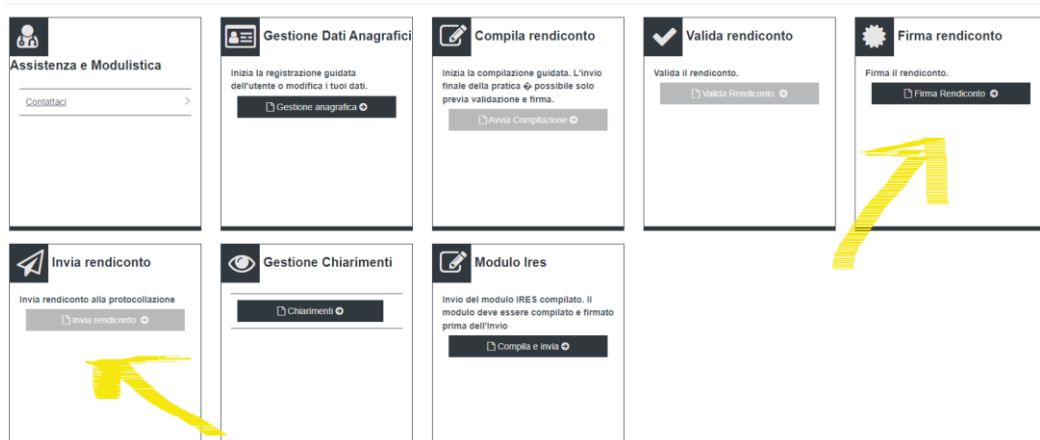 Assistenza e Modulistica
Contattaci
Gestione Dati Anagrafici
Inizia la registrazione guidata
dell'utente o modifica i tuoi dati.
Gestione anagrafica
Compila rendiconto
Inizia la compilazione guidata. L'invio
finale della pratica � possibile solo
previa validazione e firma.
Avvia Compilazione
Valida rendiconto
Valida il rendiconto.
Valida Rendiconto
Firma rendiconto
Firma il rendiconto.
Firma Rendiconto
Invia rendiconto
Invia rendiconto alla protocollazione
Invia rendiconto
Gestione Chiarimenti
Chiarimenti
Modulo Ires
Invio del modulo IRES compilato. Il
modulo deve essere compilato e firmato
prima dell'Invio
Compila e invia